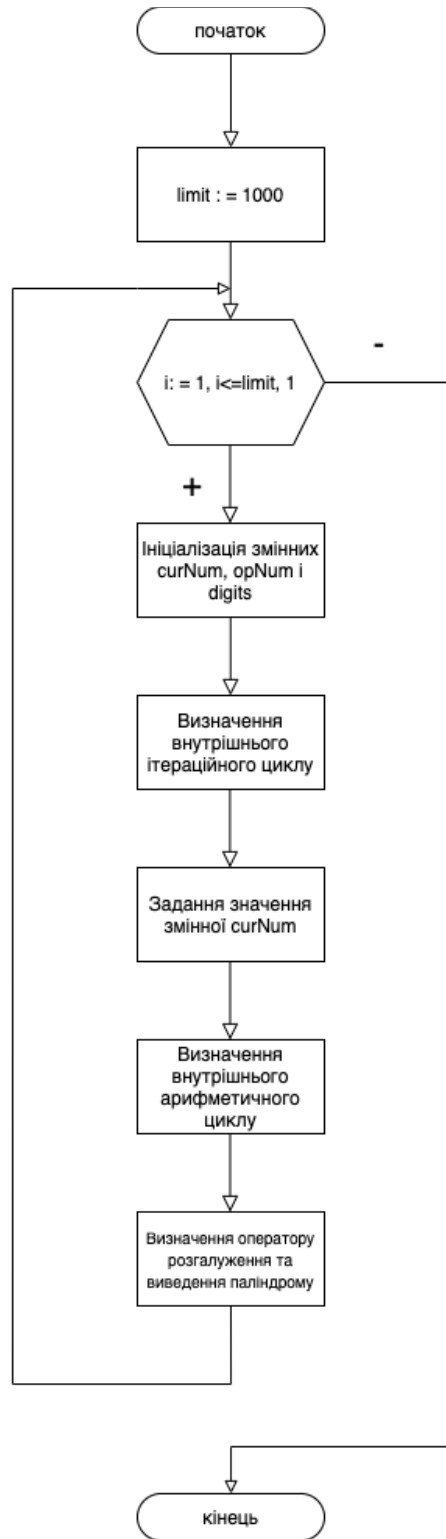 початок
limit : = 1000
-
i: = 1, i<=limit, 1
+
Ініціалізація змінних
curNum, opNum і
digits
Визначення
внутрішнього
ітераційного циклу
Задання значення
змінної curNum
Визначення
внутрішнього
арифметичного
циклу
Визначення оператору
розгалуження та
виведення паліндрому
кінець